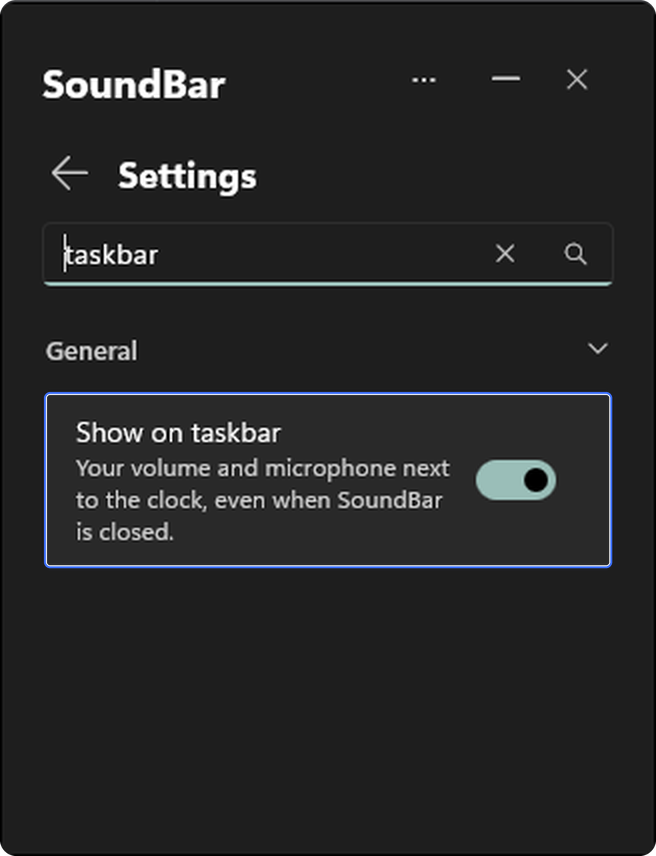 SoundBar
Settings
taskbar
General
Show on taskbar
Your volume and microphone next
to the clock, even when SoundBar
is closed.